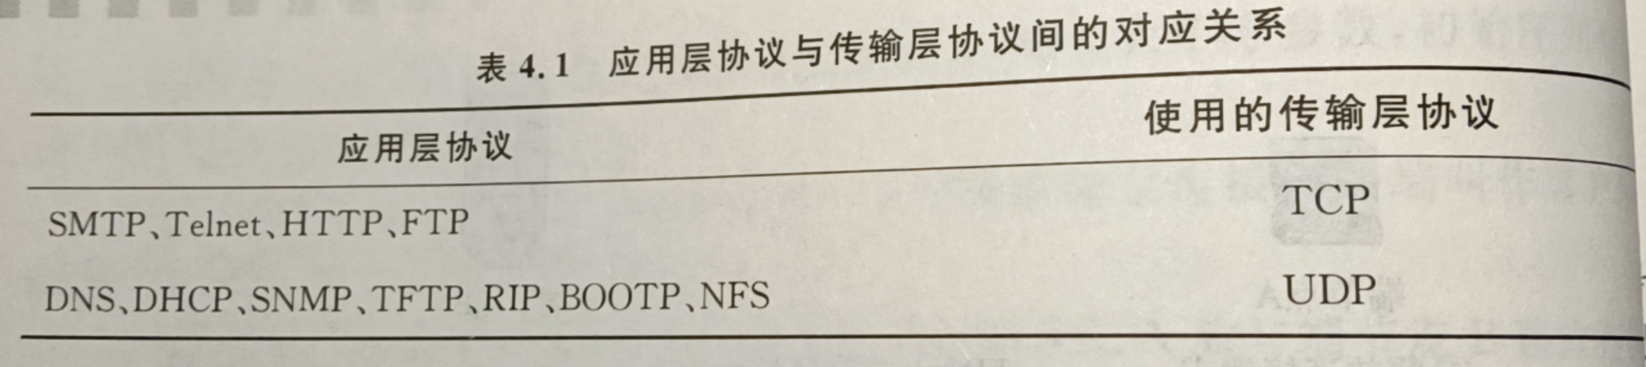 表 4.1 应用层协议与传输层协议间的对应关系
应用层协议 使用的传输层协议
SMTP、Telnet、HTTP、FTP TCP
DNS、DHCP、SNMP、TFTP、RIP、BOOTP、NFS UDP